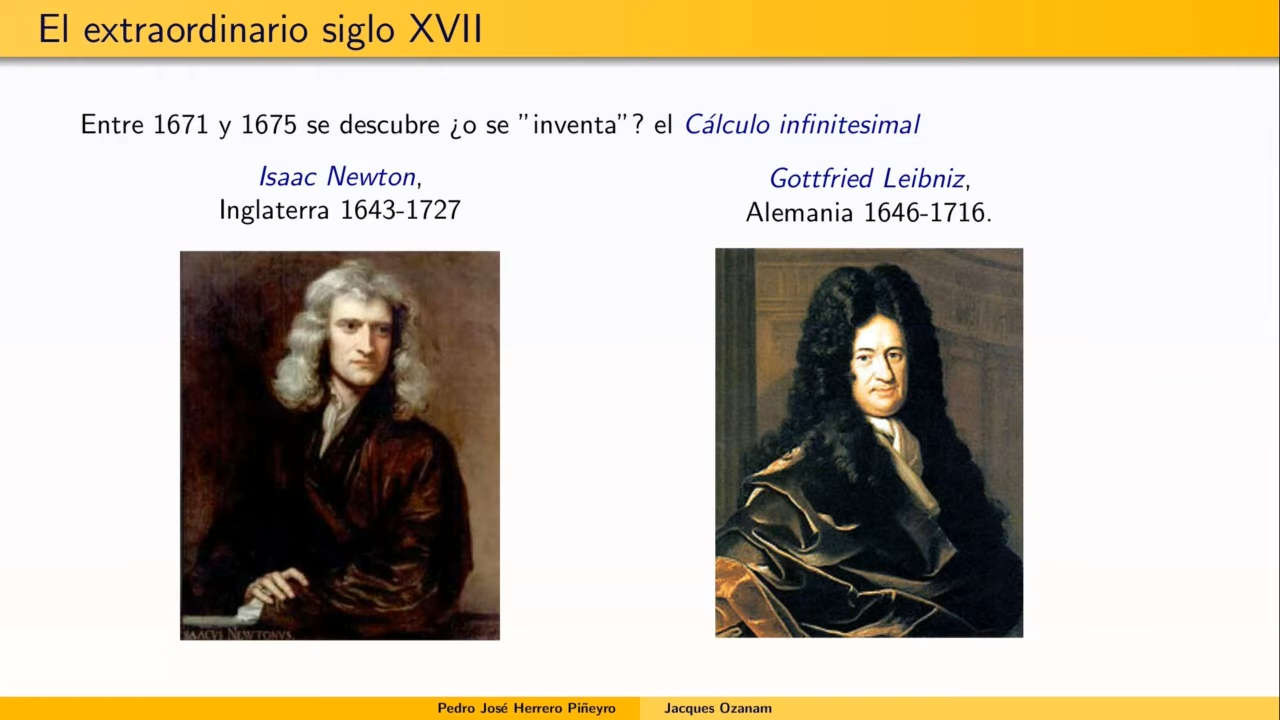 El extraordinario siglo XVII
Entre 1671 y 1675 se descubre ¿o se ”inventa”? el Cálculo infinitesimal
Isaac Newton,
Inglaterra 1643-1727
Gottfried Leibniz,
Alemania 1646-1716.
ISAACVS NEWTONVS.
Pedro José Herrero Piñeyro
Jacques Ozanam